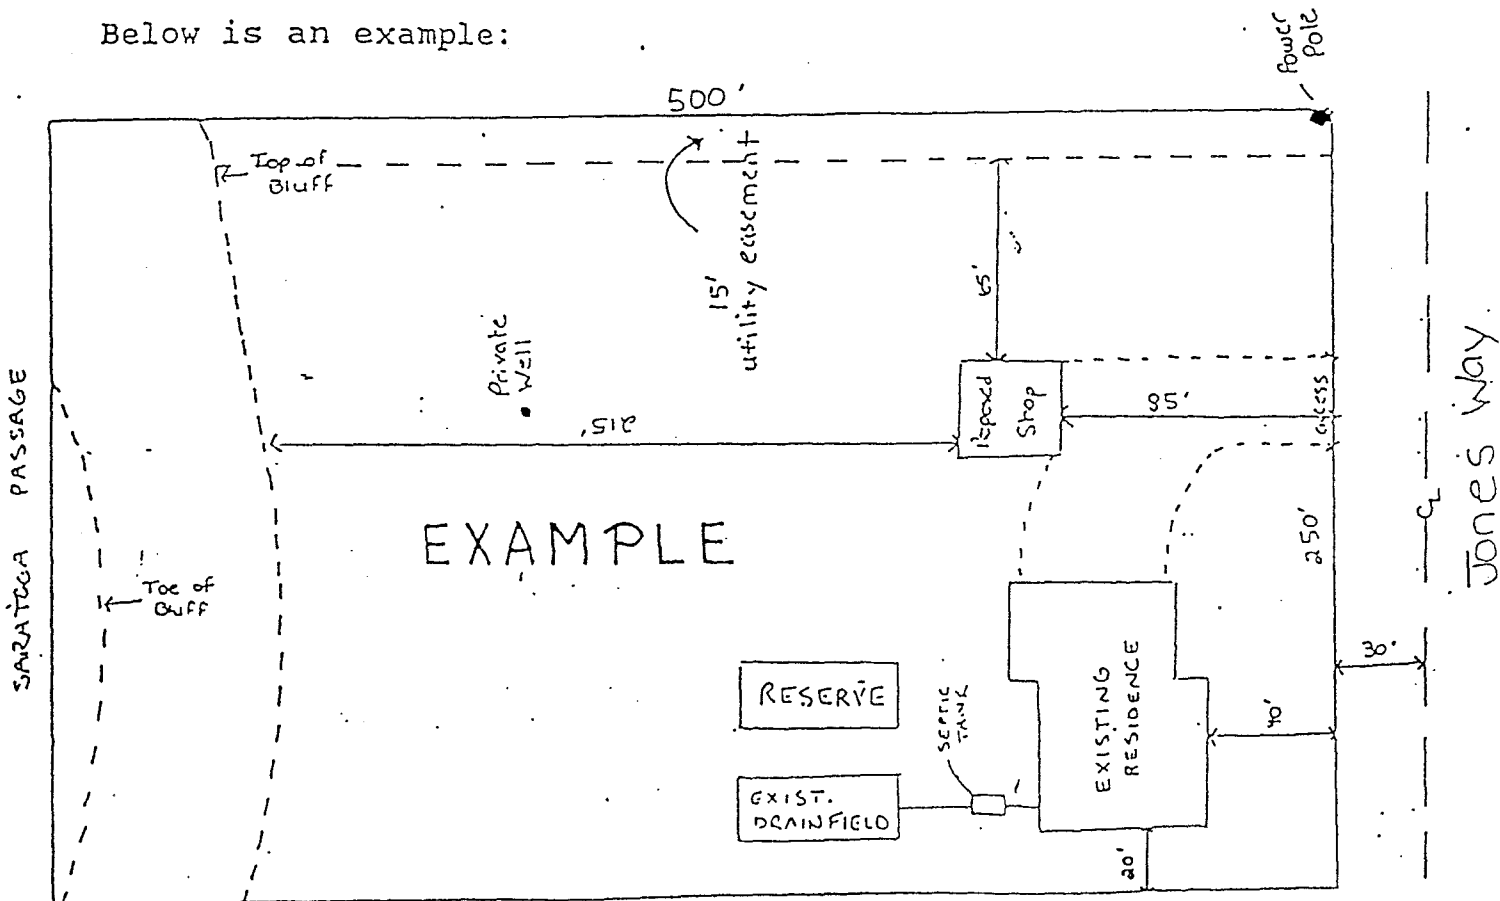 Below is an example:
Power
Pole
500'
Top of
Bluff
15'
utility easement
65'
Private
Well
SARATOGA PASSAGE
Proposed
Shop
85'
access
215'
Jones Way
EXAMPLE
250'
CL
Toe of
Bluff
30'
RESERVE
SEPTIC
TANK
EXISTING
RESIDENCE
40'
EXIST.
DRAINFIELD
20'